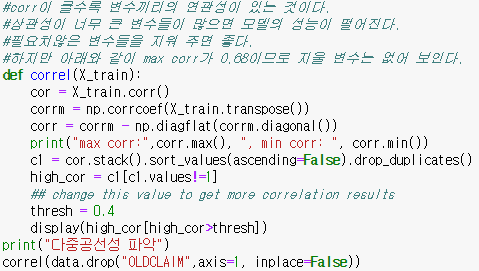 #corr이 클수록 변수끼리의 연관성이 있는 것이다.
#상관성이 너무 큰 변수들이 많으면 모델의 성능이 떨어진다.
#필요치않은 변수들을 지워 주면 좋다.
#하지만 아래와 같이 max corr가 0.68이므로 지울 변수는 없어 보인다.
def correl(X_train):
    cor = X_train.corr()
    corrm = np.corrcoef(X_train.transpose())
    corr = corrm - np.diagflat(corrm.diagonal())
    print("max corr:",corr.max(), ", min corr: ", corr.min())
    c1 = cor.stack().sort_values(ascending=False).drop_duplicates()
    high_cor = c1[c1.values!=1]
    ## change this value to get more correlation results
    thresh = 0.4
    display(high_cor[high_cor>thresh])
print("다중공선성 파악")
correl(data.drop("OLDCLAIM",axis=1, inplace=False))